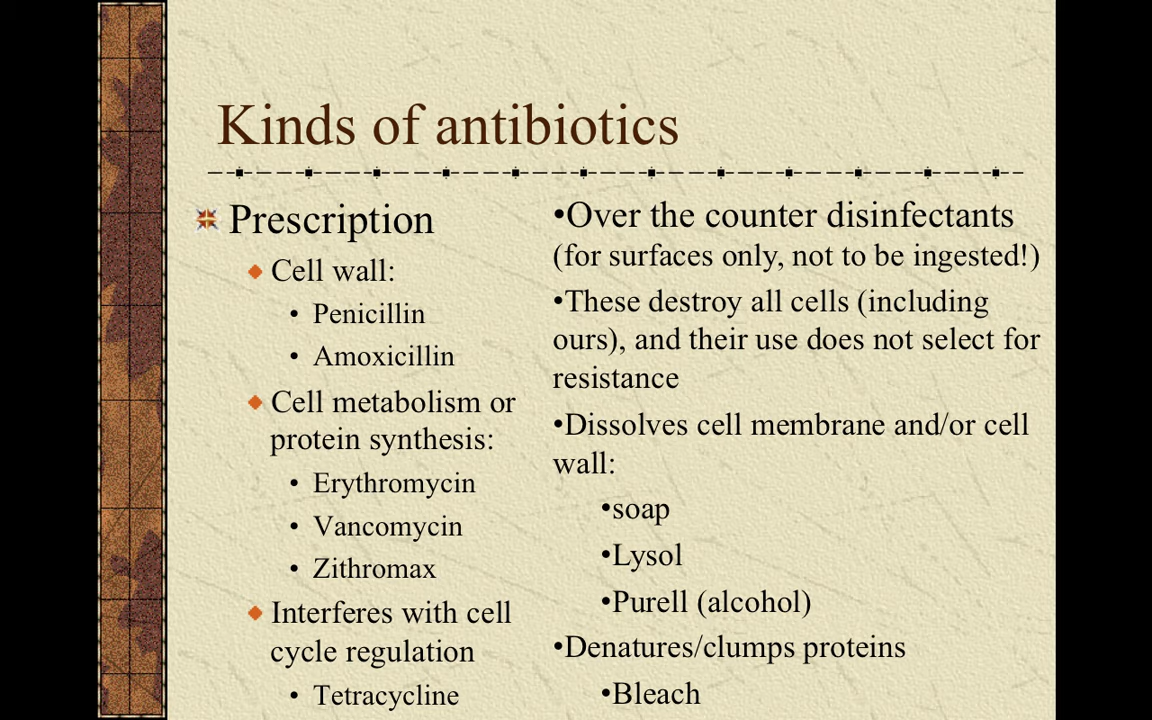 Kinds of antibiotics
Prescription
Cell wall:
• Penicillin
• Amoxicillin
Cell metabolism or
protein synthesis:
• Erythromycin
• Vancomycin
• Zithromax
Interferes with cell
cycle regulation
• Tetracycline
•Over the counter disinfectants
(for surfaces only, not to be ingested!)
•These destroy all cells (including
ours), and their use does not select for
resistance
•Dissolves cell membrane and/or cell
wall:
•soap
•Lysol
•Purell (alcohol)
•Denatures/clumps proteins
•Bleach